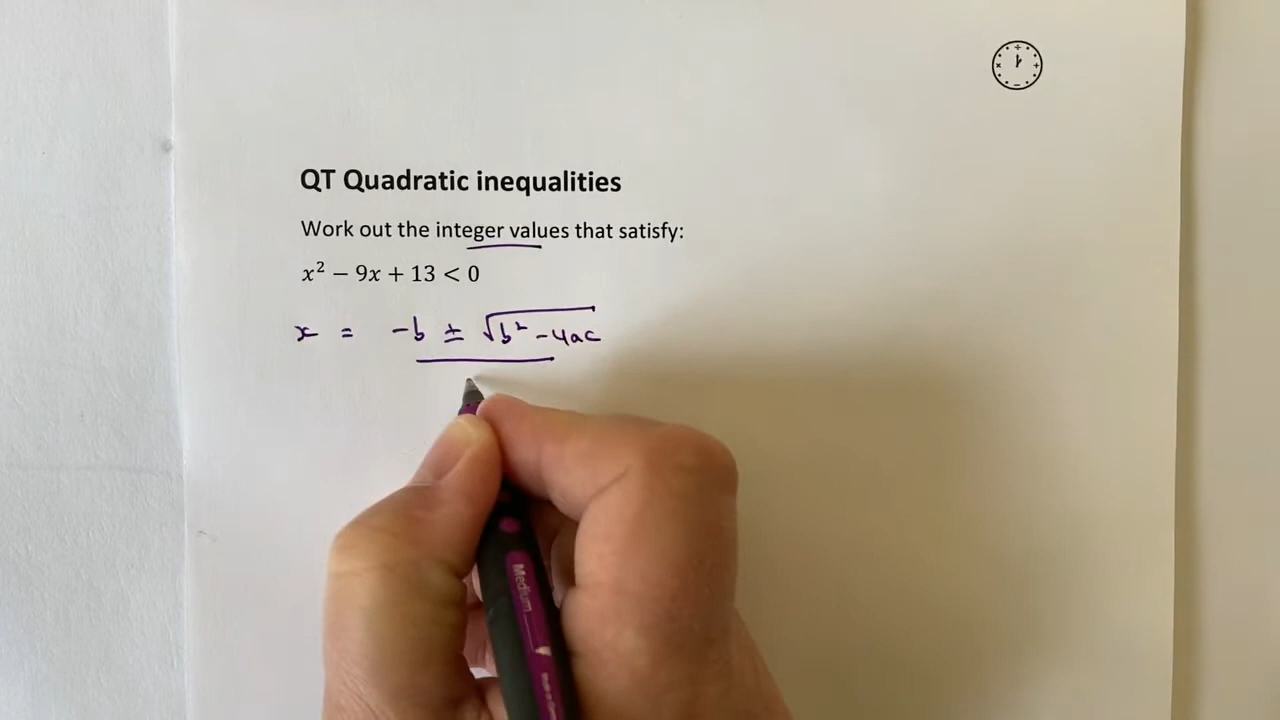 QT Quadratic inequalities
Work out the integer values that satisfy:
x² − 9x + 13 < 0
x = -b ± √b² -4ac
Medium